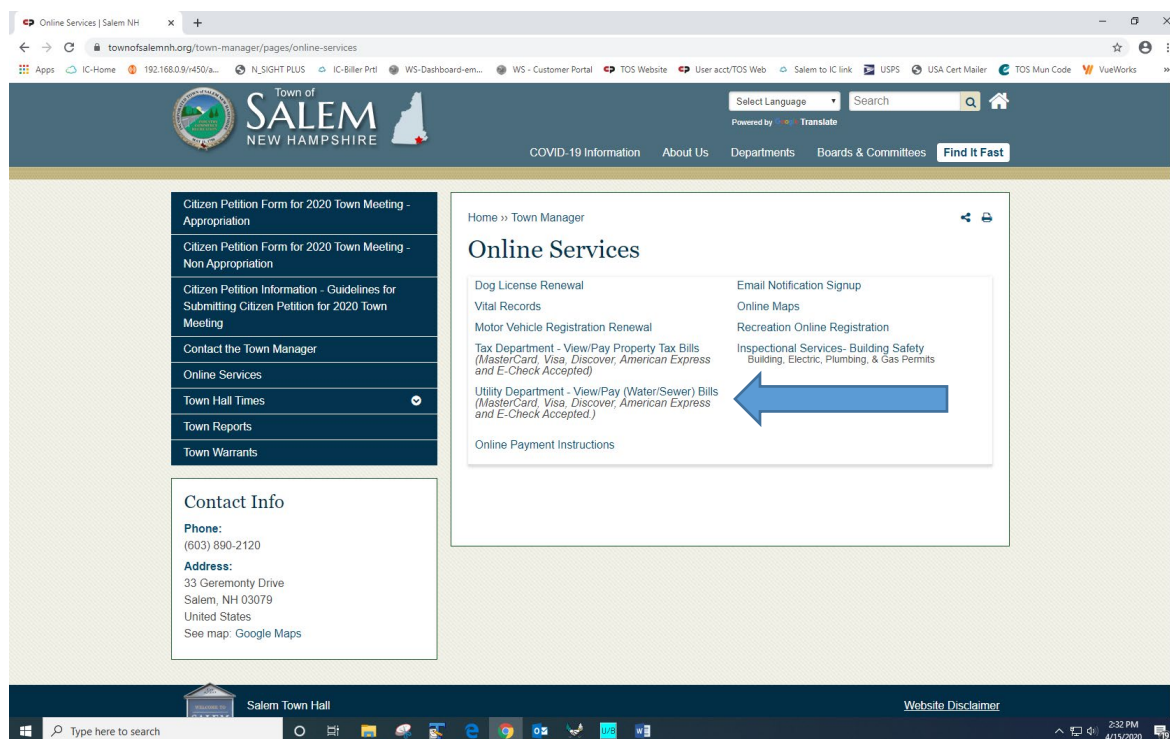 Online Services | Salem NH
townofsalemnh.org/town-manager/pages/online-services
Apps IC-Home 192.168.0.9/r450/a... N_SIGHT PLUS IC-Biller Prtl WS-Dashboard-em... WS - Customer Portal TOS Website User acct/TOS Web Salem to IC link USPS USA Cert Mailer TOS Mun Code VueWorks »
Town of
SALEM
NEW HAMPSHIRE
Select Language Search
Powered by Google Translate
COVID-19 Information About Us Departments Boards & Committees Find It Fast
Citizen Petition Form for 2020 Town Meeting -
Appropriation
Citizen Petition Form for 2020 Town Meeting -
Non Appropriation
Citizen Petition Information - Guidelines for
Submitting Citizen Petition for 2020 Town
Meeting
Contact the Town Manager
Online Services
Town Hall Times
Town Reports
Town Warrants
Contact Info
Phone:
(603) 890-2120
Address:
33 Geremonty Drive
Salem, NH 03079
United States
See map: Google Maps
Home ›› Town Manager
Online Services
Dog License Renewal
Vital Records
Motor Vehicle Registration Renewal
Tax Department - View/Pay Property Tax Bills
(MasterCard, Visa, Discover, American Express
and E-Check Accepted)
Utility Department - View/Pay (Water/Sewer) Bills
(MasterCard, Visa, Discover, American Express
and E-Check Accepted.)
Online Payment Instructions
Email Notification Signup
Online Maps
Recreation Online Registration
Inspectional Services- Building Safety
Building, Electric, Plumbing, & Gas Permits
Salem Town Hall
Website Disclaimer
Type here to search
U/B
2:32 PM
4/15/2020
19